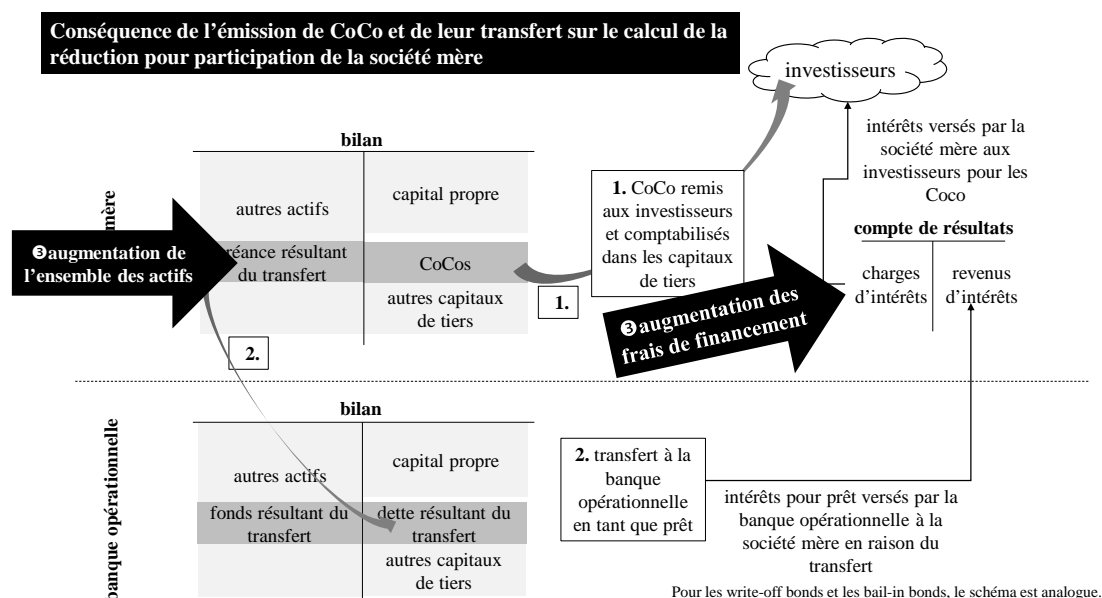 Conséquence de l’émission de CoCo et de leur transfert sur le calcul de la
réduction pour participation de la société mère
investisseurs
intérêts versés par la
société mère aux
investisseurs pour les
Coco
bilan
autres actifs
capital propre
mère
❸augmentation de
l’ensemble des actifs
réance résultant
du transfert
CoCos
autres capitaux
de tiers
1. CoCo remis
aux investisseurs
et comptabilisés
dans les capitaux
de tiers
1.
❸augmentation des
frais de financement
compte de résultats
charges
d’intérêts
revenus
d’intérêts
2.
bilan
banque opérationnelle
autres actifs
capital propre
fonds résultant du
transfert
dette résultant du
transfert
autres capitaux
de tiers
2. transfert à la
banque
opérationnelle
en tant que prêt
intérêts pour prêt versés par la
banque opérationnelle à la
société mère en raison du
transfert
Pour les write-off bonds et les bail-in bonds, le schéma est analogue.